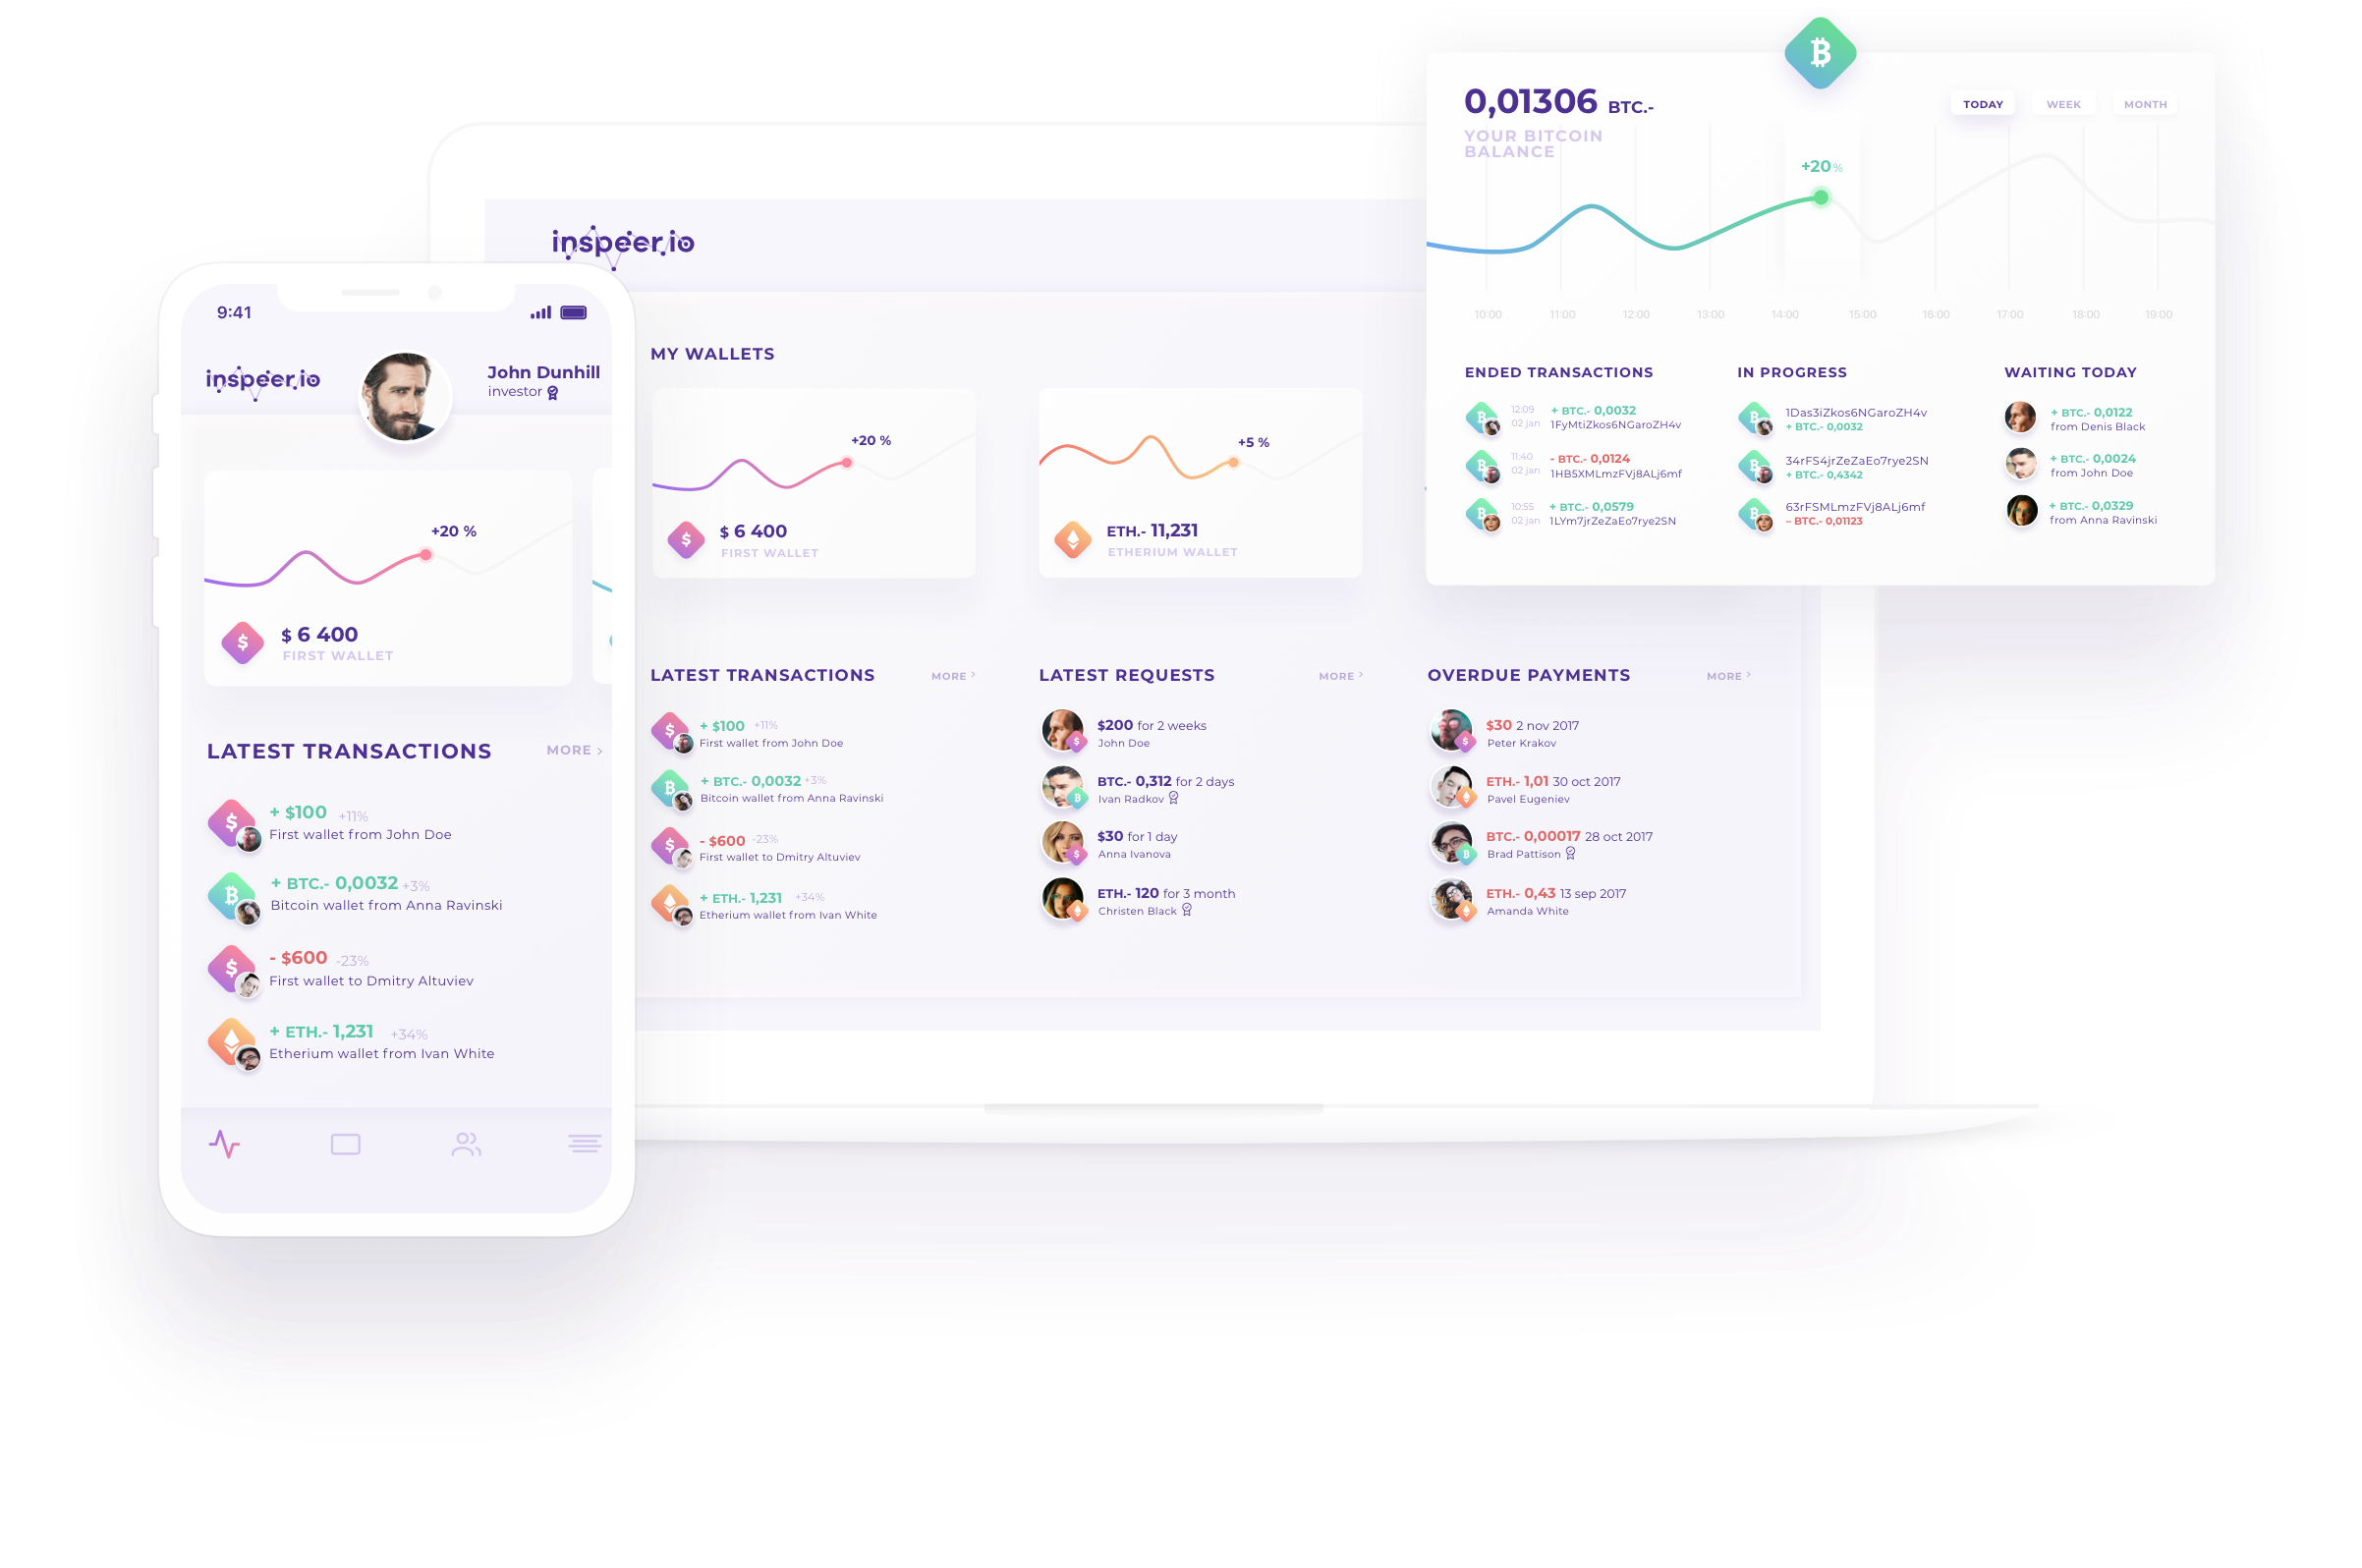 9:41
inspeer.io
John Dunhill
investor
+20 %
$ 6 400
FIRST WALLET
LATEST TRANSACTIONS
MORE >
+ $100 +11%
First wallet from John Doe
+ BTC.- 0,0032 +3%
Bitcoin wallet from Anna Ravinski
- $600 -23%
First wallet to Dmitry Altuviev
+ ETH.- 1,231 +34%
Etherium wallet from Ivan White
inspeer.io
MY WALLETS
+20 %
$ 6 400
FIRST WALLET
+5 %
ETH.- 11,231
ETHERIUM WALLET
LATEST TRANSACTIONS
MORE >
+ $100 +11%
First wallet from John Doe
+ BTC.- 0,0032 +3%
Bitcoin wallet from Anna Ravinski
- $600 -23%
First wallet to Dmitry Altuviev
+ ETH.- 1,231 +34%
Etherium wallet from Ivan White
LATEST REQUESTS
MORE >
$200 for 2 weeks
John Doe
BTC.- 0,312 for 2 days
Ivan Radkov
$30 for 1 day
Anna Ivanova
ETH.- 120 for 3 month
Christen Black
OVERDUE PAYMENTS
MORE >
$30 2 nov 2017
Peter Krakov
ETH.- 1,01 30 oct 2017
Pavel Eugeniev
BTC.- 0,00017 28 oct 2017
Brad Pattison
ETH.- 0,43 13 sep 2017
Amanda White
0,01306 BTC.-
YOUR BITCOIN
BALANCE
TODAY WEEK MONTH
+20 %
10:00 11:00 12:00 13:00 14:00 15:00 16:00 17:00 18:00 19:00
ENDED TRANSACTIONS
12:09 + BTC.- 0,0032
02 jan 1FyMtiZkos6NGaroZH4v
11:40 - BTC.- 0,0124
02 jan 1HB5XMLmzFVj8ALj6mf
10:55 + BTC.- 0,0579
02 jan 1LYm7jrZeZaEo7rye2SN
IN PROGRESS
1Das3iZkos6NGaroZH4v
+ BTC.- 0,0032
34rFS4jrZeZaEo7rye2SN
+ BTC.- 0,4342
63rFSMLmzFVj8ALj6mf
– BTC.- 0,01123
WAITING TODAY
+ BTC.- 0,0122
from Denis Black
+ BTC.- 0,0024
from John Doe
+ BTC.- 0,0329
from Anna Ravinski